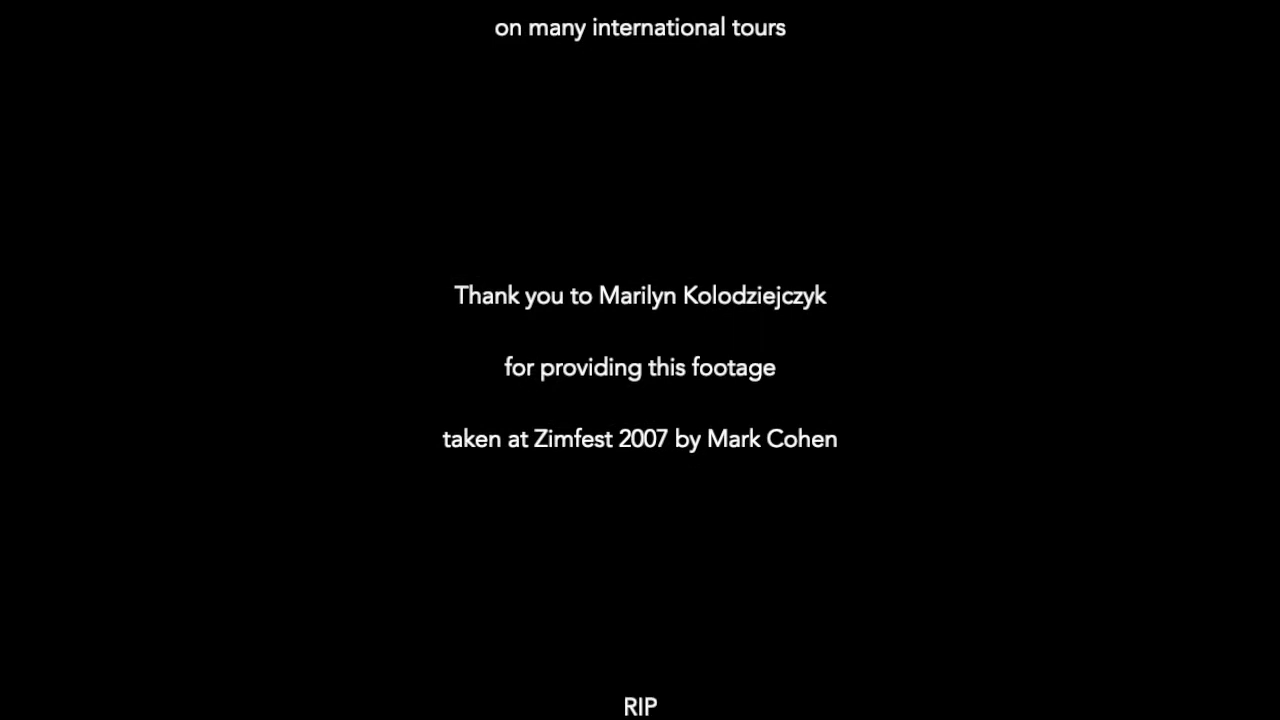 on many international tours
Thank you to Marilyn Kolodziejczyk
for providing this footage
taken at Zimfest 2007 by Mark Cohen
RIP